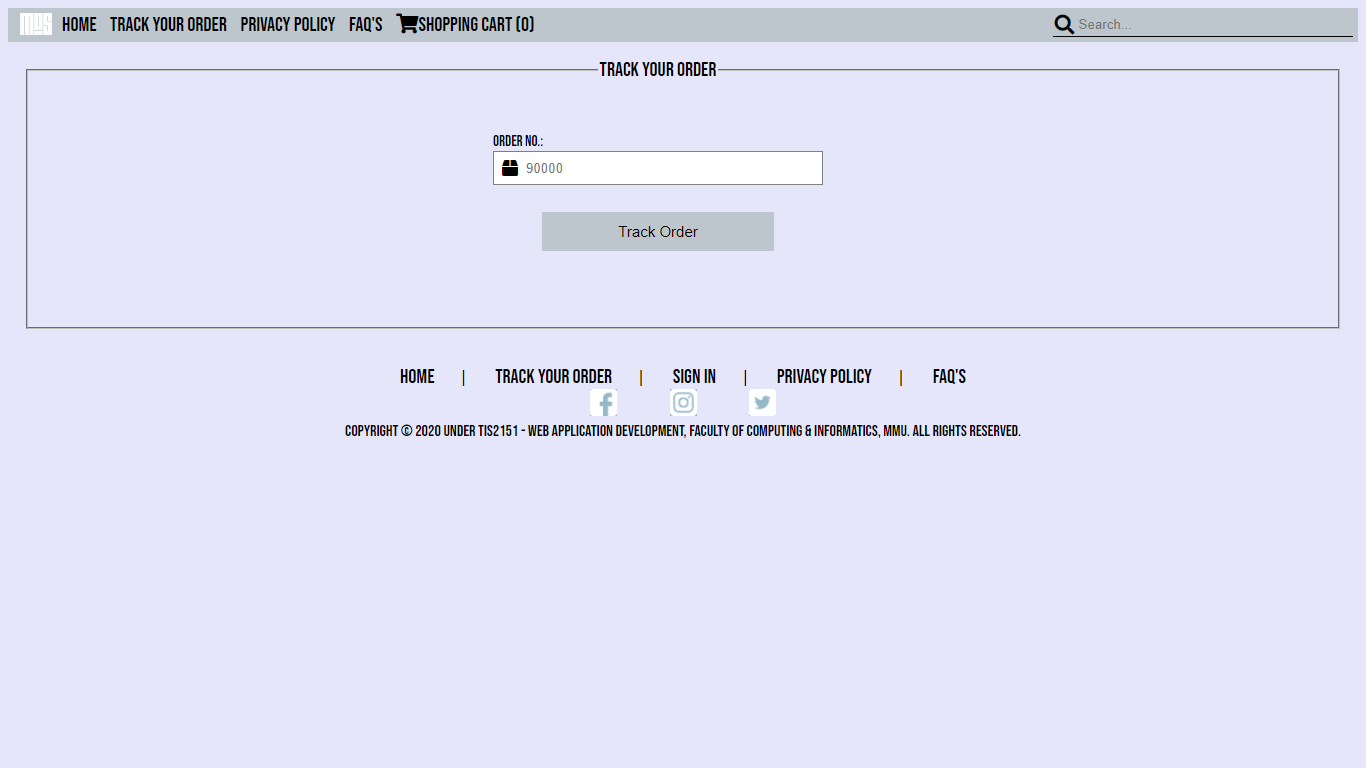 MOS HOME TRACK YOUR ORDER PRIVACY POLICY FAQ'S SHOPPING CART (0) Search...
TRACK YOUR ORDER
ORDER NO.:
90000
Track Order
HOME | TRACK YOUR ORDER | SIGN IN | PRIVACY POLICY | FAQ'S
COPYRIGHT © 2020 UNDER TIS2151 - WEB APPLICATION DEVELOPMENT, FACULTY OF COMPUTING & INFORMATICS, MMU. ALL RIGHTS RESERVED.